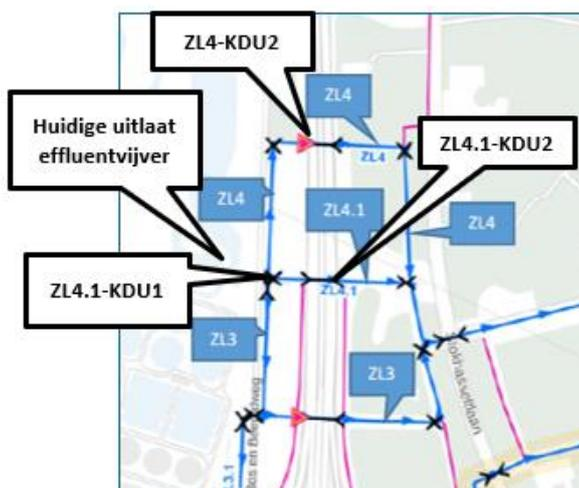 ZL4-KDU2
ZL4
Huidige uitlaat
effluentvijver
ZL4
ZL4.1-KDU2
ZL4
ZL4.1
ZL4
ZL4.1-KDU1
ZL4.1
ZL3
ZL3